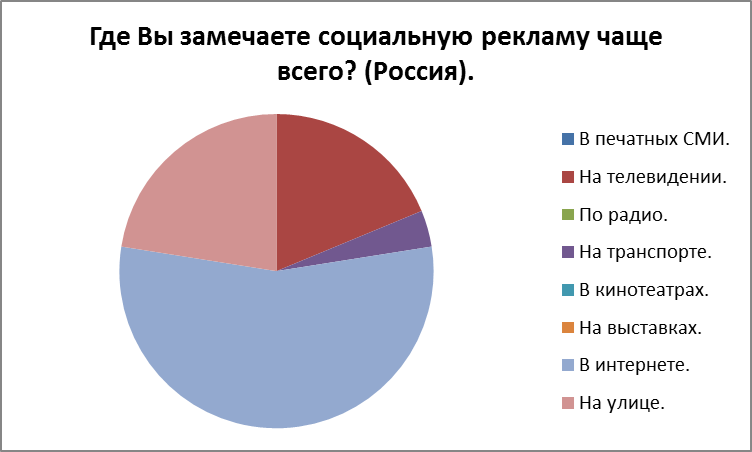 Где Вы замечаете социальную рекламу чаще
всего? (Россия).
В печатных СМИ.
На телевидении.
По радио.
На транспорте.
В кинотеатрах.
На выставках.
В интернете.
На улице.